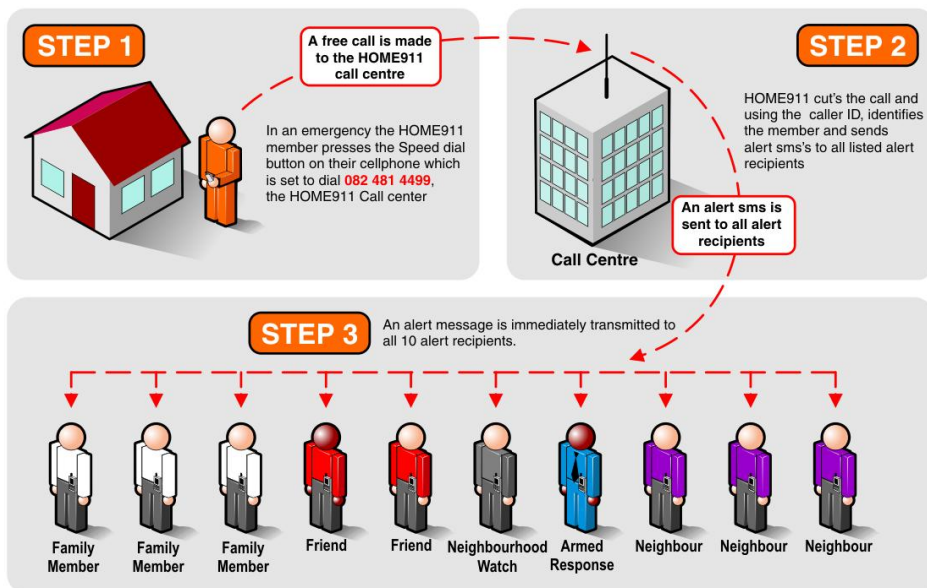 STEP 1
A free call is made
to the HOME911
call centre
In an emergency the HOME911
member presses the Speed dial
button on their cellphone which
is set to dial 082 481 4499,
the HOME911 Call center
STEP 2
HOME911 cut's the call and
using the caller ID, identifies
the member and sends
alert sms's to all listed alert
recipients
An alert sms is
sent to all alert
recipients
Call Centre
STEP 3
An alert message is immediately transmitted to
all 10 alert recipients.
Family
Member
Family
Member
Family
Member
Friend
Friend
Neighbourhood
Watch
Armed
Response
Neighbour
Neighbour
Neighbour